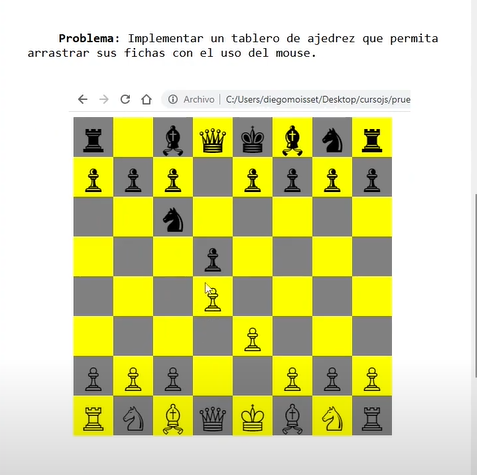 Problema: Implementar un tablero de ajedrez que permita
arrastrar sus fichas con el uso del mouse.
Archivo | C:/Users/diegomoisset/Desktop/cursojs/prue